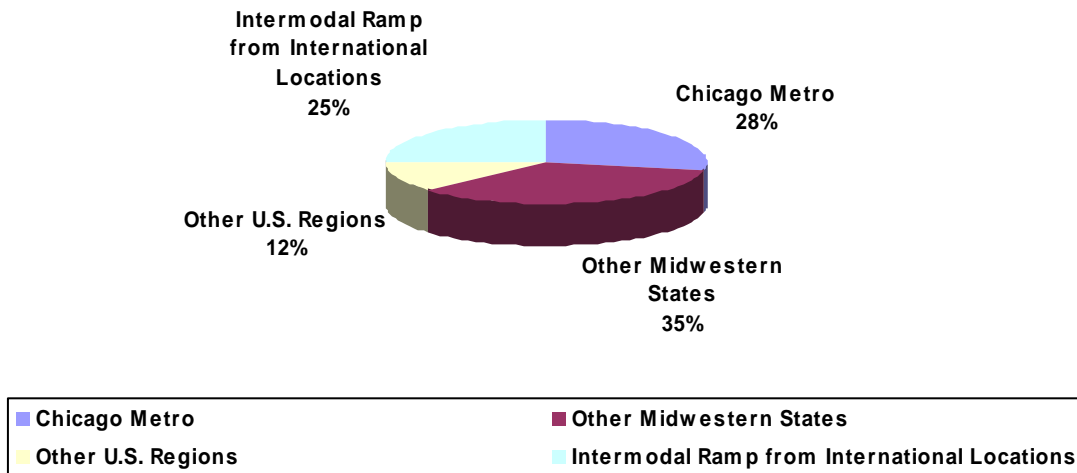 Intermodal Ramp
from International
Locations
25%
Chicago Metro
28%
Other U.S. Regions
12%
Other Midwestern
States
35%
Chicago Metro
Other Midwestern States
Other U.S. Regions
Intermodal Ramp from International Locations